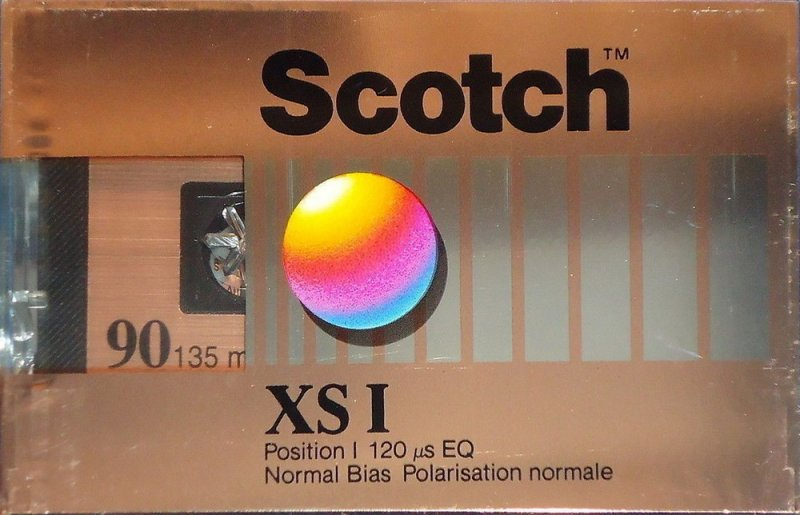 Scotch™
90 135 m
XS I
Position I 120 µs EQ
Normal Bias Polarisation normale